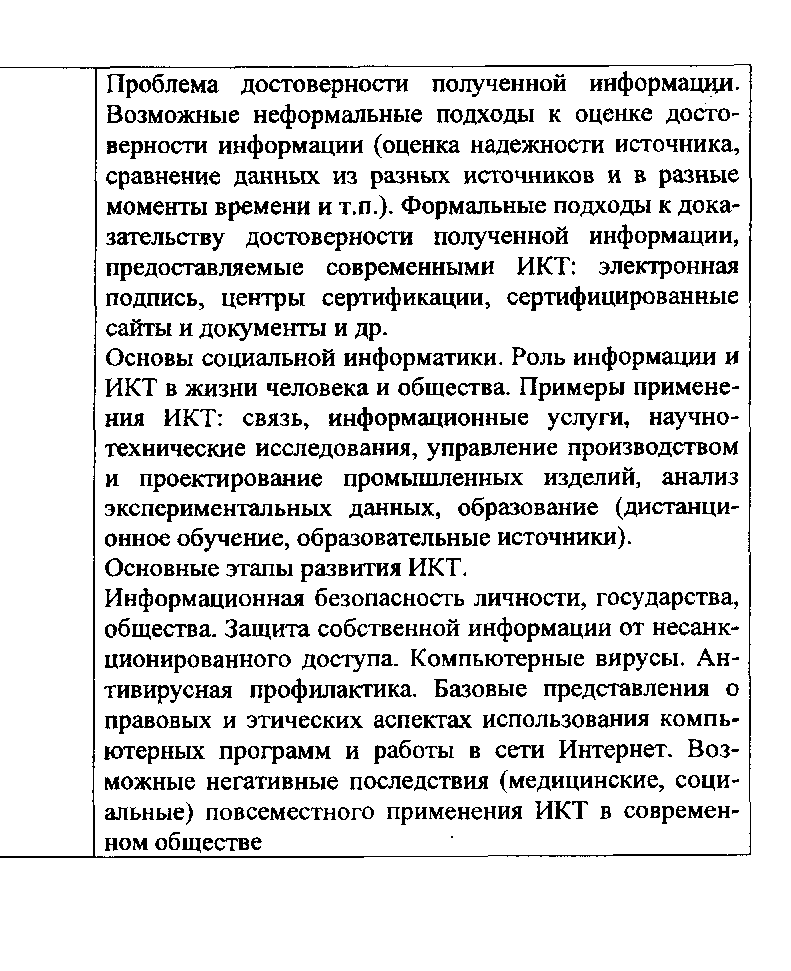 Проблема достоверности полученной информации.
Возможные неформальные подходы к оценке досто-
верности информации (оценка надежности источника,
сравнение данных из разных источников и в разные
моменты времени и т.п.). Формальные подходы к дока-
зательству достоверности полученной информации,
предоставляемые современными ИКТ: электронная
подпись, центры сертификации, сертифицированные
сайты и документы и др.
Основы социальной информатики. Роль информации и
ИКТ в жизни человека и общества. Примеры примене-
ния ИКТ: связь, информационные услуги, научно-
технические исследования, управление производством
и проектирование промышленных изделий, анализ
экспериментальных данных, образование (дистанци-
онное обучение, образовательные источники).
Основные этапы развития ИКТ.
Информационная безопасность личности, государства,
общества. Защита собственной информации от несанк-
ционированного доступа. Компьютерные вирусы. Ан-
тивирусная профилактика. Базовые представления о
правовых и этических аспектах использования компь-
ютерных программ и работы в сети Интернет. Воз-
можные негативные последствия (медицинские, соци-
альные) повсеместного применения ИКТ в современ-
ном обществе